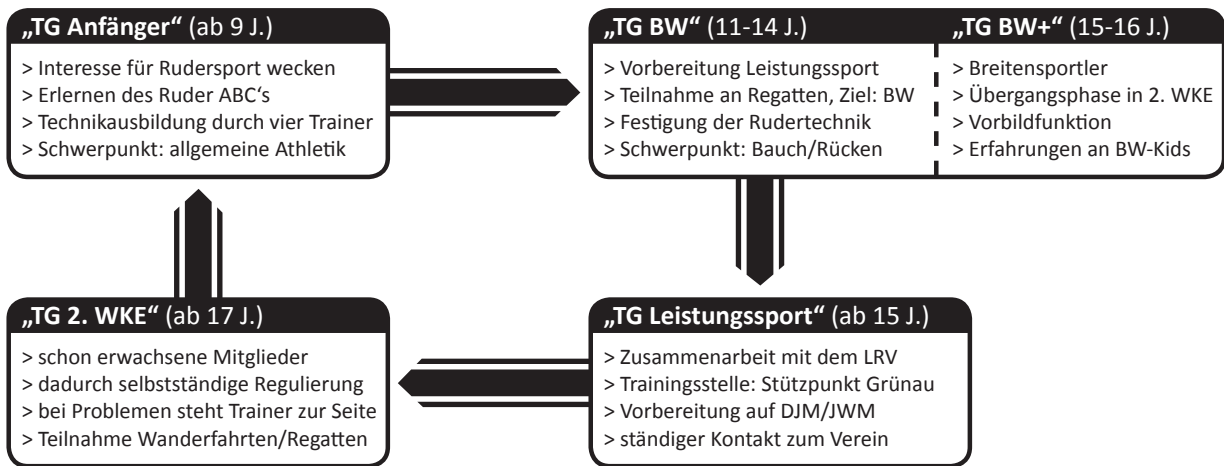 „TG Anfänger“ (ab 9 J.)
> Interesse für Rudersport wecken
> Erlernen des Ruder ABC‘s
> Technikausbildung durch vier Trainer
> Schwerpunkt: allgemeine Athletik
„TG BW“ (11-14 J.)
> Vorbereitung Leistungssport
> Teilnahme an Regatten, Ziel: BW
> Festigung der Rudertechnik
> Schwerpunkt: Bauch/Rücken
„TG BW+“ (15-16 J.)
> Breitensportler
> Übergangsphase in 2. WKE
> Vorbildfunktion
> Erfahrungen an BW-Kids
„TG 2. WKE“ (ab 17 J.)
> schon erwachsene Mitglieder
> dadurch selbstständige Regulierung
> bei Problemen steht Trainer zur Seite
> Teilnahme Wanderfahrten/Regatten
„TG Leistungssport“ (ab 15 J.)
> Zusammenarbeit mit dem LRV
> Trainingsstelle: Stützpunkt Grünau
> Vorbereitung auf DJM/JWM
> ständiger Kontakt zum Verein